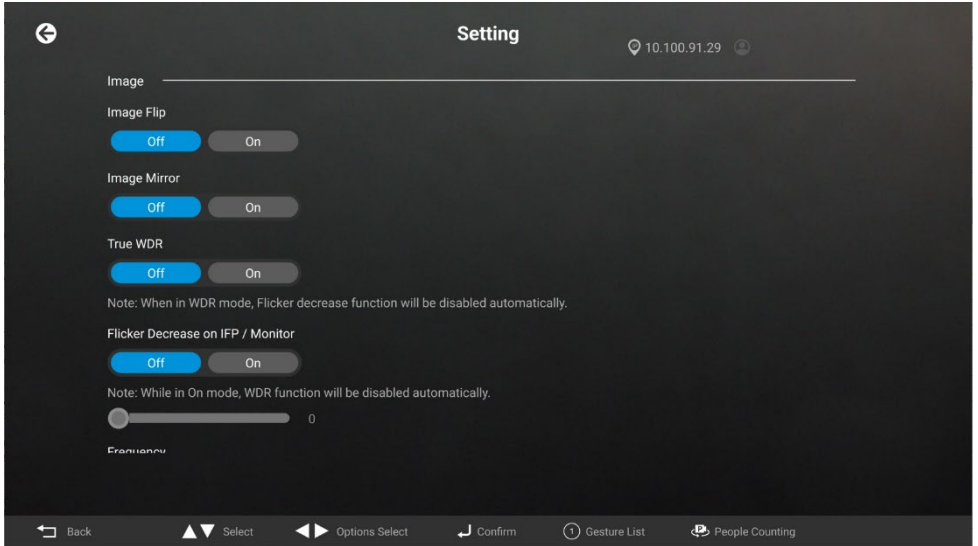 Setting
10.100.91.29
Image
Image Flip
Off On
Image Mirror
Off On
True WDR
Off On
Note: When in WDR mode, Flicker decrease function will be disabled automatically.
Flicker Decrease on IFP / Monitor
Off On
Note: While in On mode, WDR function will be disabled automatically.
0
Frequency
Back Select Options Select Confirm 1 Gesture List P People Counting